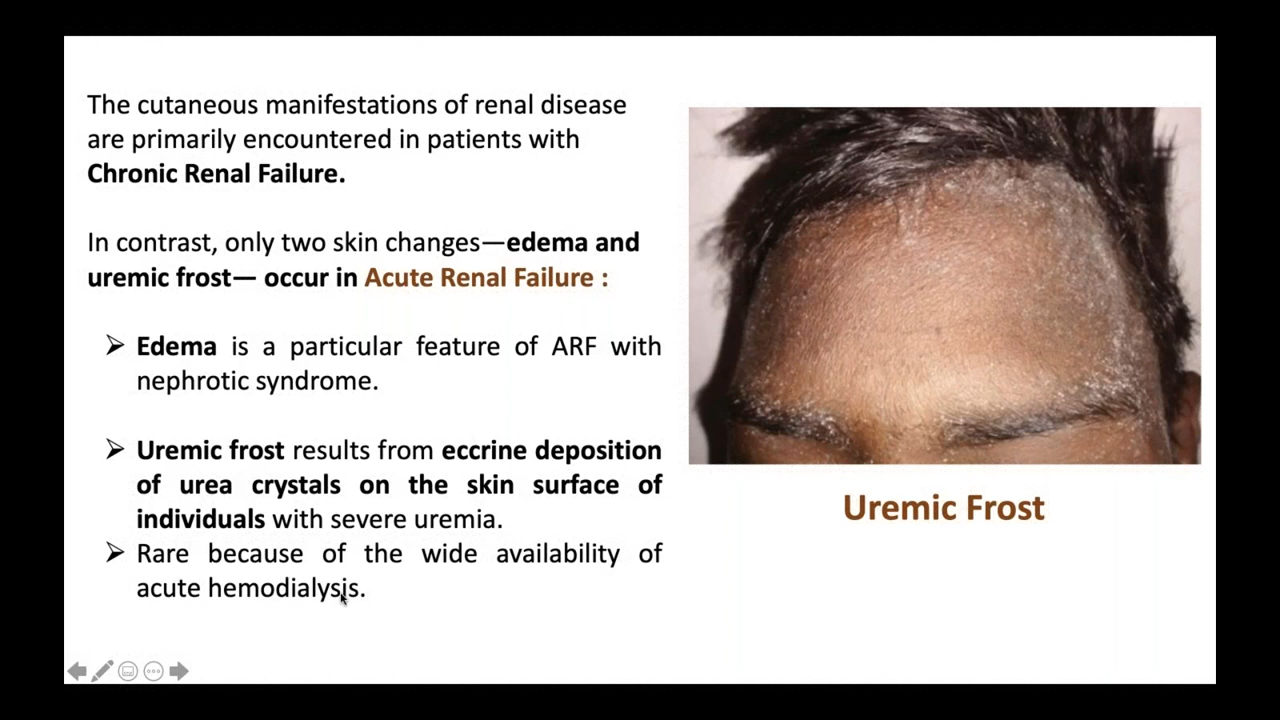 The cutaneous manifestations of renal disease
are primarily encountered in patients with
Chronic Renal Failure.
In contrast, only two skin changes—edema and
uremic frost— occur in Acute Renal Failure :
➢ Edema is a particular feature of ARF with
nephrotic syndrome.
➢ Uremic frost results from eccrine deposition
of urea crystals on the skin surface of
individuals with severe uremia.
➢ Rare because of the wide availability of
acute hemodialysis.
Uremic Frost